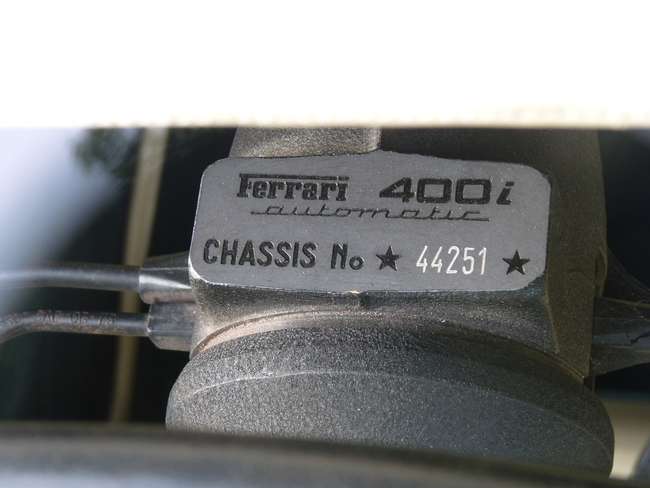 Ferrari 400i
automatic
CHASSIS No ★ 44251 ★